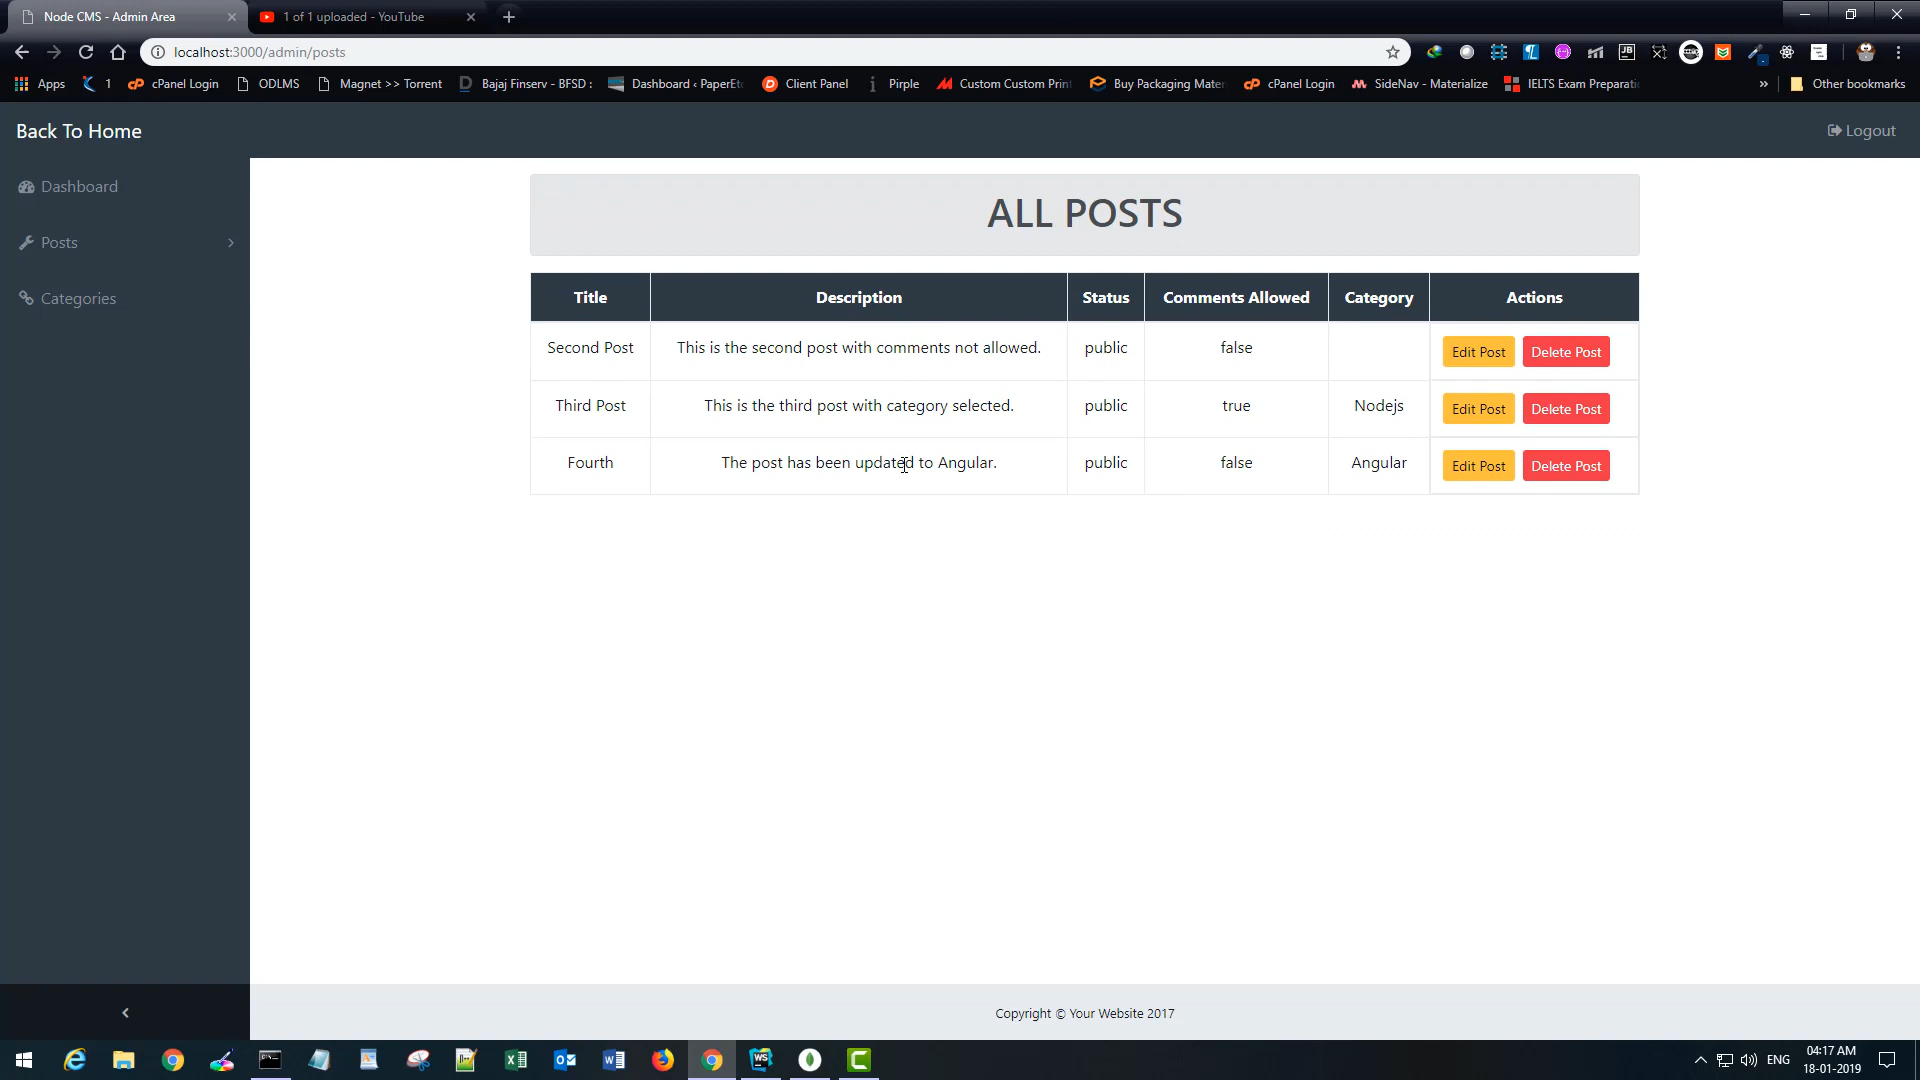 Node CMS - Admin Area
1 of 1 uploaded - YouTube
localhost:3000/admin/posts
Apps
1
cPanel Login
ODLMS
Magnet >> Torrent
Bajaj Finserv - BFSD :
Dashboard ‹ PaperEt
Client Panel
Pirple
Custom Custom Print
Buy Packaging Mater
cPanel Login
SideNav - Materialize
IELTS Exam Preparati
»
Other bookmarks
Back To Home
Logout
Dashboard
Posts
Categories
ALL POSTS
Title Description Status Comments Allowed Category Actions
Second Post This is the second post with comments not allowed. public false Edit Post Delete Post
Third Post This is the third post with category selected. public true Nodejs Edit Post Delete Post
Fourth The post has been updated to Angular. public false Angular Edit Post Delete Post
Copyright © Your Website 2017
ENG
04:17 AM
18-01-2019